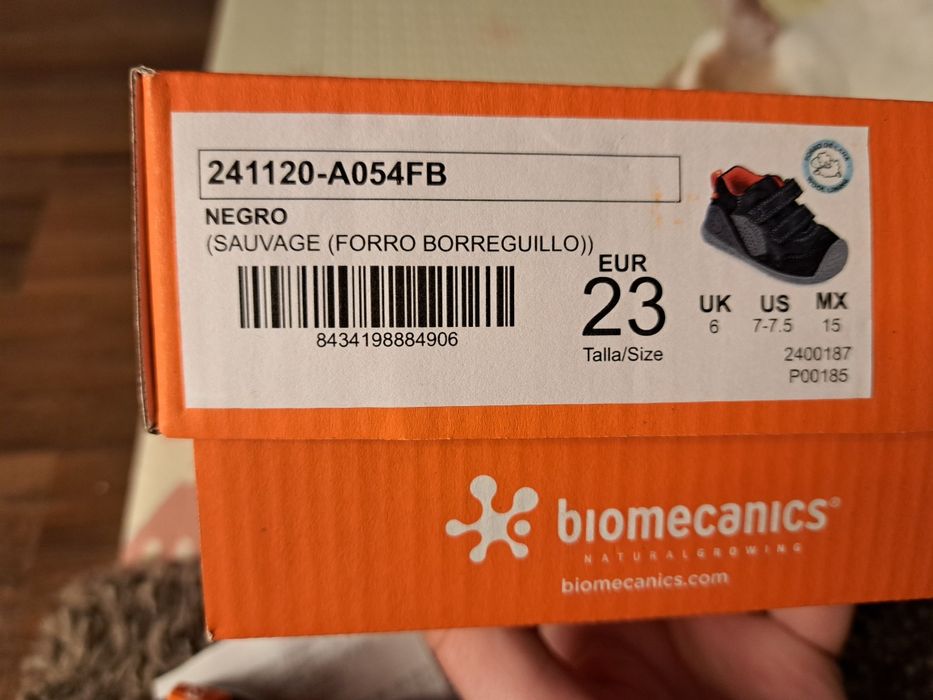 241120-A054FB
NEGRO
(SAUVAGE (FORRO BORREGUILLO))
8434198884906
EUR
23
Talla/Size
UK US MX
6 7-7.5 15
2400187
P00185
biomecanics®
NATURALGROWING
biomecanics.com